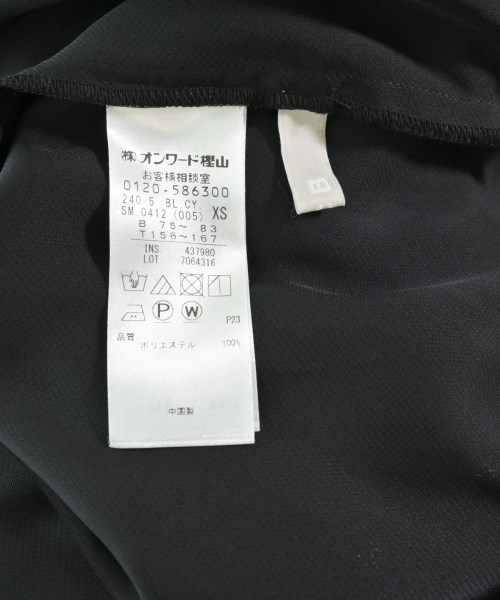 (株) オンワード樫山
お客様相談室
0120-586300
240-5 BL CY
SM.0412 (005) XS
B 75～ 83
T156～167
INS 437980
LOT 7064316
P W
P23
品質
ポリエステル 100%
中国製
B